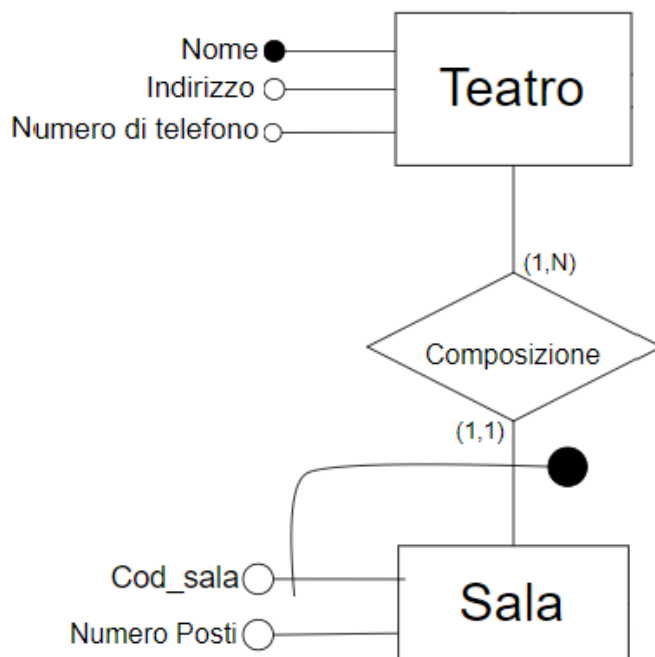 Nome
Indirizzo
Numero di telefono
Teatro
(1,N)
Composizione
(1,1)
Cod_sala
Numero Posti
Sala